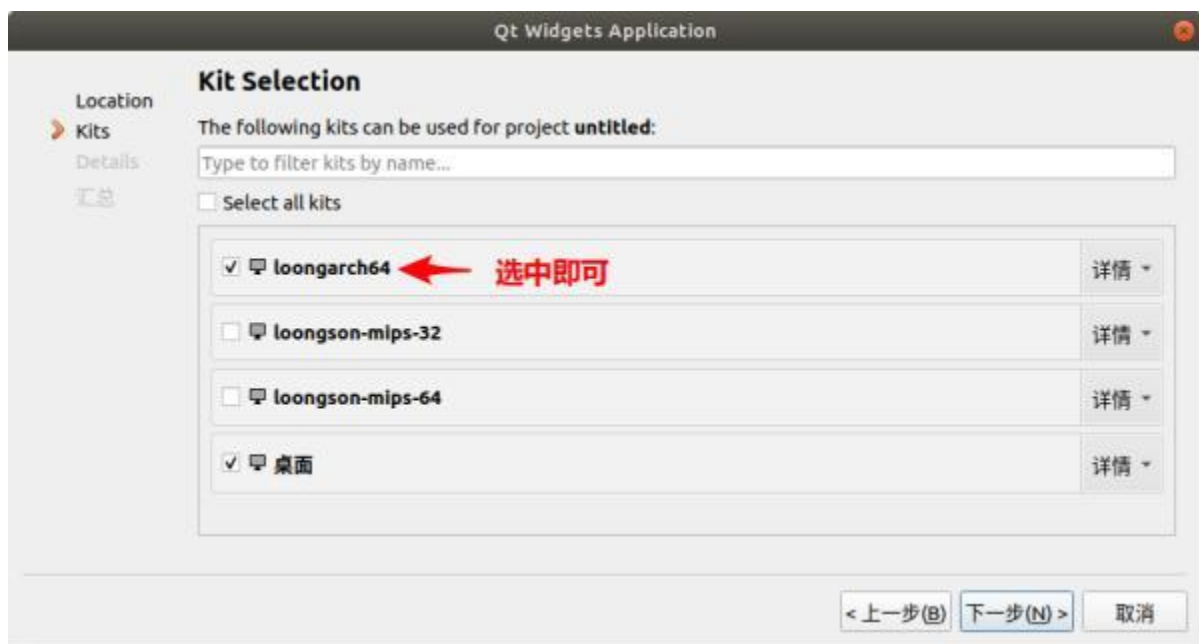 Qt Widgets Application
Location
Kits
Details
汇总
Kit Selection
The following kits can be used for project untitled:
Type to filter kits by name...
Select all kits
loongarch64 选中即可 详情
loongson-mips-32 详情
loongson-mips-64 详情
桌面 详情
<上一步(B) 下一步(N)> 取消